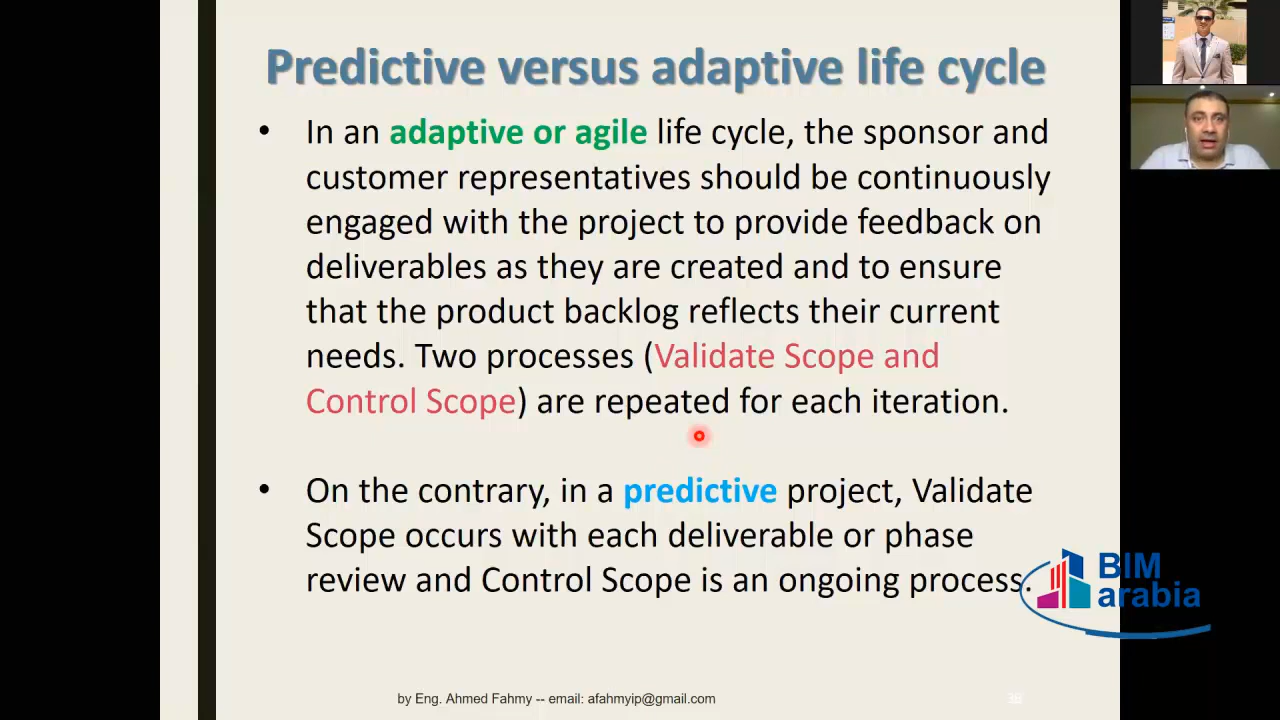 Predictive versus adaptive life cycle
• In an adaptive or agile life cycle, the sponsor and
customer representatives should be continuously
engaged with the project to provide feedback on
deliverables as they are created and to ensure
that the product backlog reflects their current
needs. Two processes (Validate Scope and
Control Scope) are repeated for each iteration.
• On the contrary, in a predictive project, Validate
Scope occurs with each deliverable or phase
review and Control Scope is an ongoing process.
BIM
arabia
by Eng. Ahmed Fahmy -- email: afahmyip@gmail.com